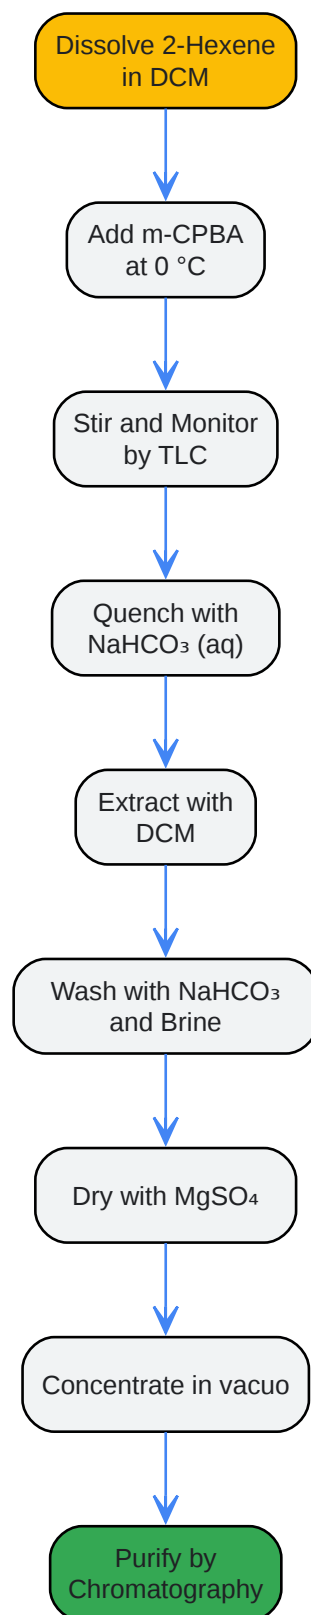 Dissolve 2-Hexene
in DCM
Add m-CPBA
at 0 °C
Stir and Monitor
by TLC
Quench with
NaHCO₃ (aq)
Extract with
DCM
Wash with NaHCO₃
and Brine
Dry with MgSO₄
Concentrate in vacuo
Purify by
Chromatography